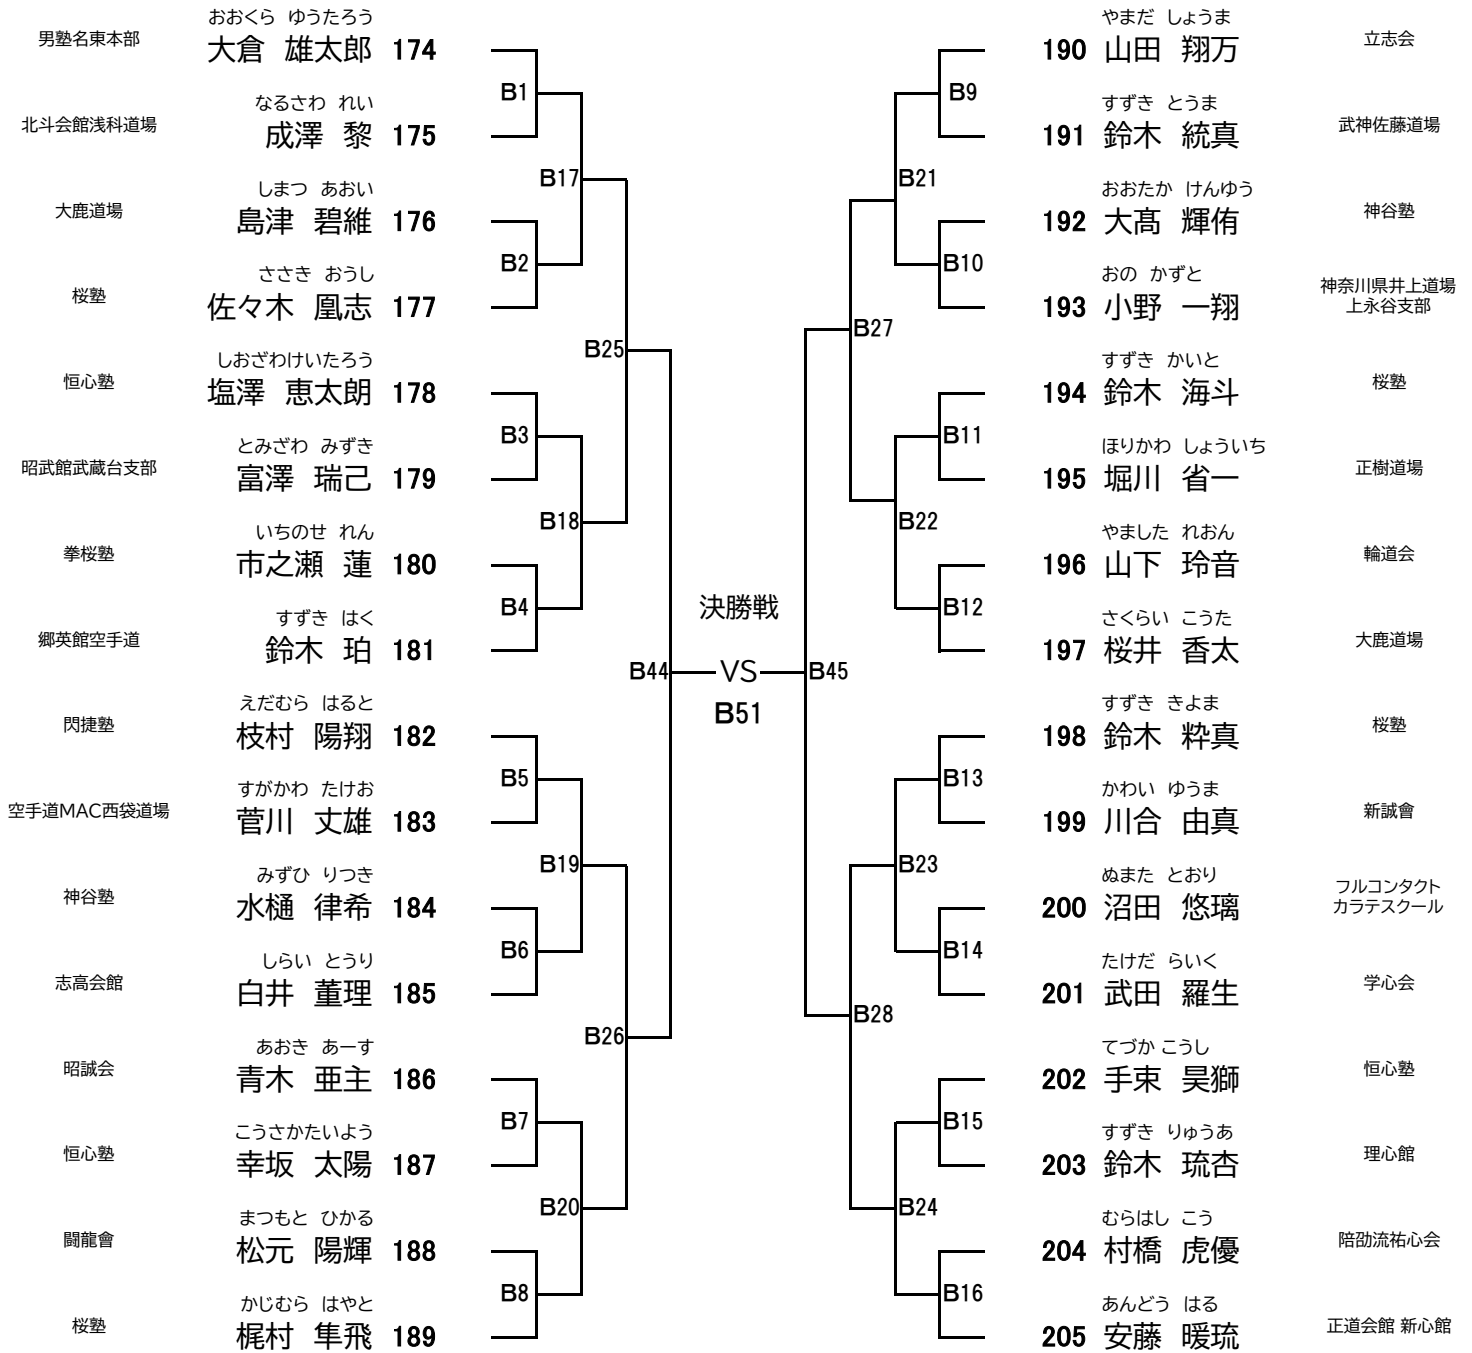 おおくら ゆうたろう
男塾名東本部 大倉 雄太郎 174
B1
なるさわ れい
北斗会館浅科道場 成澤 黎 175
B17
しまつ あおい
大鹿道場 島津 碧維 176
B2
ささき おうし
桜塾 佐々木 凰志 177
B25
しおざわけいたろう
恒心塾 塩澤 恵太朗 178
B3
とみざわ みずき
昭武館武蔵台支部 富澤 瑞己 179
B18
いちのせ れん
拳桜塾 市之瀬 蓮 180
B4
すずき はく
郷英館空手道 鈴木 珀 181
B44
えだむら はると
閃捷塾 枝村 陽翔 182
B5
すがかわ たけお
空手道MAC西袋道場 菅川 丈雄 183
B19
みずひ りつき
神谷塾 水樋 律希 184
B6
しらい とうり
志高会館 白井 董理 185
B26
あおき あーす
昭誠会 青木 亜主 186
B7
こうさかたいよう
恒心塾 幸坂 太陽 187
B20
まつもと ひかる
闘龍會 松元 陽輝 188
B8
かじむら はやと
桜塾 梶村 隼飛 189
決勝戦
VS
B51
やまだ しょうま
190 山田 翔万 立志会
B9
すずき とうま
191 鈴木 統真 武神佐藤道場
B21
おおたか けんゆう
192 大髙 輝侑 神谷塾
B10
おの かずと
193 小野 一翔 神奈川県井上道場
上永谷支部
B27
すずき かいと
194 鈴木 海斗 桜塾
B11
ほりかわ しょういち
195 堀川 省一 正樹道場
B22
やました れおん
196 山下 玲音 輪道会
B12
さくらい こうた
197 桜井 香太 大鹿道場
B45
すずき きよま
198 鈴木 粋真 桜塾
B13
かわい ゆうま
199 川合 由真 新誠會
B23
ぬまた とおり
200 沼田 悠璃 フルコンタクト
カラテスクール
B14
たけだ らいく
201 武田 羅生 学心会
B28
てづか こうし
202 手束 昊獅 恒心塾
B15
すずき りゅうあ
203 鈴木 琉杏 理心館
B24
むらはし こう
204 村橋 虎優 陪劭流祐心会
B16
あんどう はる
205 安藤 暖琉 正道会館 新心館